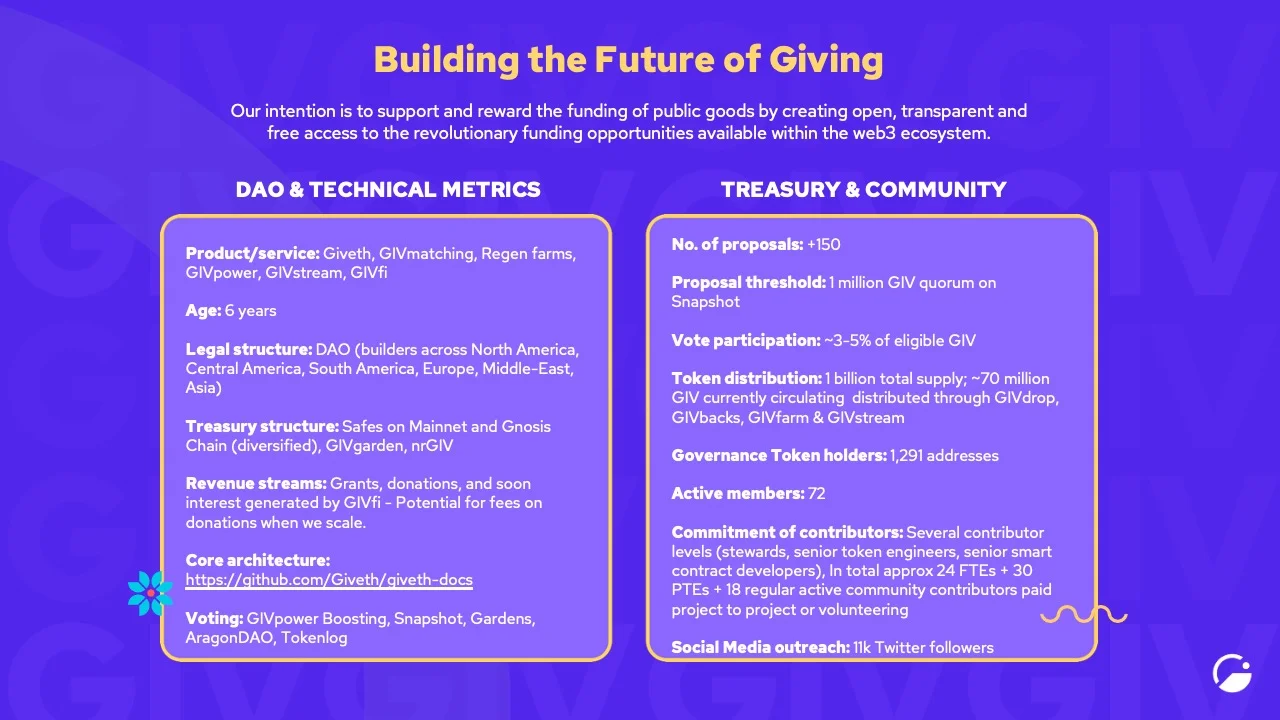 Building the Future of Giving
Our intention is to support and reward the funding of public goods by creating open, transparent and
free access to the revolutionary funding opportunities available within the web3 ecosystem.
DAO & TECHNICAL METRICS
Product/service: Giveth, GIVmatching, Regen farms,
GIVpower, GIVstream, GIVfi
Age: 6 years
Legal structure: DAO (builders across North America,
Central America, South America, Europe, Middle-East,
Asia)
Treasury structure: Safes on Mainnet and Gnosis
Chain (diversified), GIVgarden, nrGIV
Revenue streams: Grants, donations, and soon
interest generated by GIVfi - Potential for fees on
donations when we scale.
Core architecture:
https://github.com/Giveth/giveth-docs
Voting: GIVpower Boosting, Snapshot, Gardens,
AragonDAO, Tokenlog
TREASURY & COMMUNITY
No. of proposals: +150
Proposal threshold: 1 million GIV quorum on
Snapshot
Vote participation: ~3-5% of eligible GIV
Token distribution: 1 billion total supply; ~70 million
GIV currently circulating distributed through GIVdrop,
GIVbacks, GIVfarm & GIVstream
Governance Token holders: 1,291 addresses
Active members: 72
Commitment of contributors: Several contributor
levels (stewards, senior token engineers, senior smart
contract developers), In total approx 24 FTEs + 30
PTEs + 18 regular active community contributors paid
project to project or volunteering
Social Media outreach: 11k Twitter followers